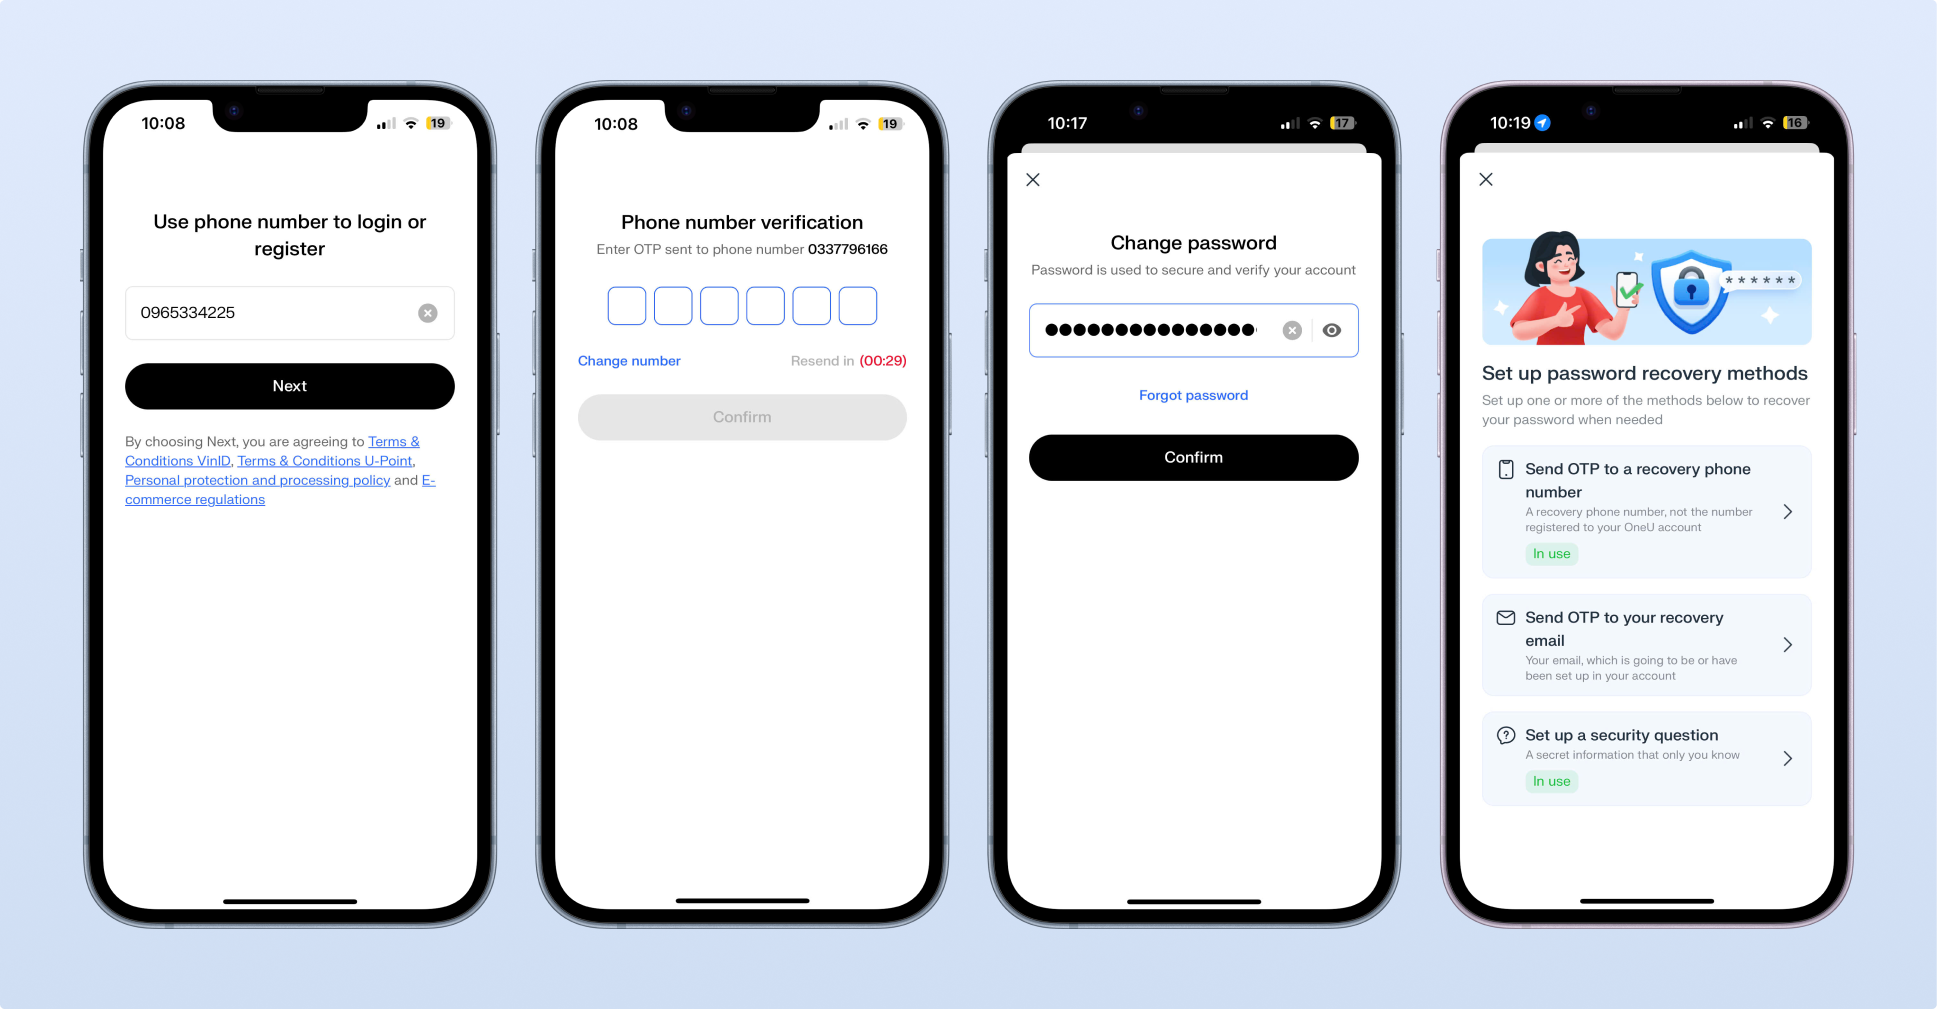 10:08
19
Use phone number to login or
register
0965334225
Next
By choosing Next, you are agreeing to Terms &
Conditions VinID, Terms & Conditions U-Point,
Personal protection and processing policy and E-
commerce regulations
10:08
19
Phone number verification
Enter OTP sent to phone number 0337796166
Change number
Resend in (00:29)
Confirm
10:17
17
Change password
Password is used to secure and verify your account
Forgot password
Confirm
10:19
16
******
Set up password recovery methods
Set up one or more of the methods below to recover
your password when needed
Send OTP to a recovery phone
number
A recovery phone number, not the number
registered to your OneU account
In use
Send OTP to your recovery
email
Your email, which is going to be or have
been set up in your account
Set up a security question
A secret information that only you know
In use